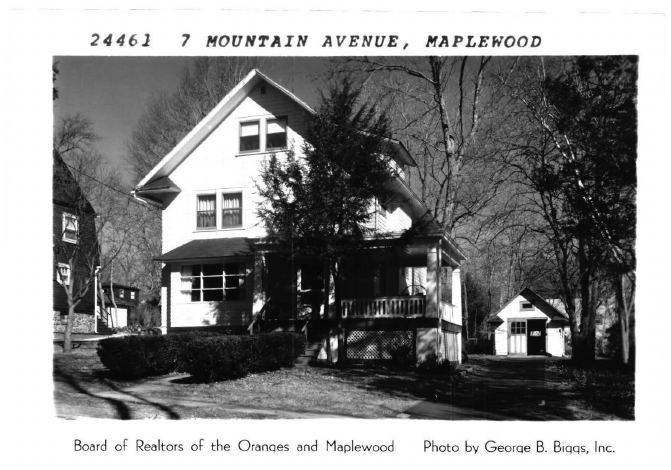 24461 7 MOUNTAIN AVENUE, MAPLEWOOD
Board of Realtors of the Oranges and Maplewood Photo by George B. Biggs, Inc.